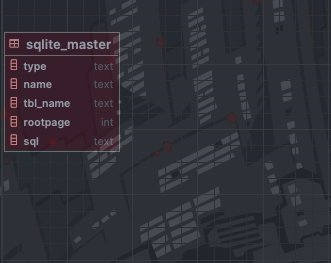 sqlite_master
type text
name text
tbl_name text
rootpage int
sql text